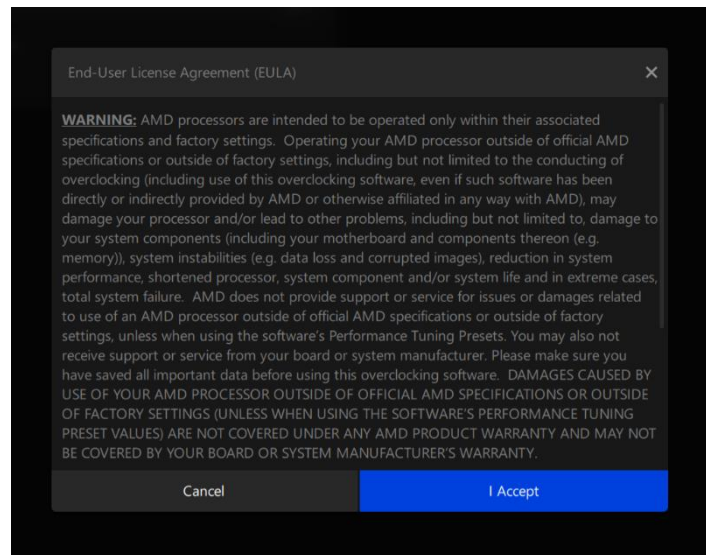 End-User License Agreement (EULA)
WARNING: AMD processors are intended to be operated only within their associated
specifications and factory settings. Operating your AMD processor outside of official AMD
specifications or outside of factory settings, including but not limited to the conducting of
overclocking (including use of this overclocking software, even if such software has been
directly or indirectly provided by AMD or otherwise affiliated in any way with AMD), may
damage your processor and/or lead to other problems, including but not limited to, damage to
your system components (including your motherboard and components thereon (e.g.
memory)), system instabilities (e.g. data loss and corrupted images), reduction in system
performance, shortened processor, system component and/or system life and in extreme cases,
total system failure. AMD does not provide support or service for issues or damages related
to use of an AMD processor outside of official AMD specifications or outside of factory
settings, unless when using the software's Performance Tuning Presets. You may also not
receive support or service from your board or system manufacturer. Please make sure you
have saved all important data before using this overclocking software. DAMAGES CAUSED BY
USE OF YOUR AMD PROCESSOR OUTSIDE OF OFFICIAL AMD SPECIFICATIONS OR OUTSIDE
OF FACTORY SETTINGS (UNLESS WHEN USING THE SOFTWARE'S PERFORMANCE TUNING
PRESET VALUES) ARE NOT COVERED UNDER ANY AMD PRODUCT WARRANTY AND MAY NOT
BE COVERED BY YOUR BOARD OR SYSTEM MANUFACTURER'S WARRANTY.
Cancel
I Accept